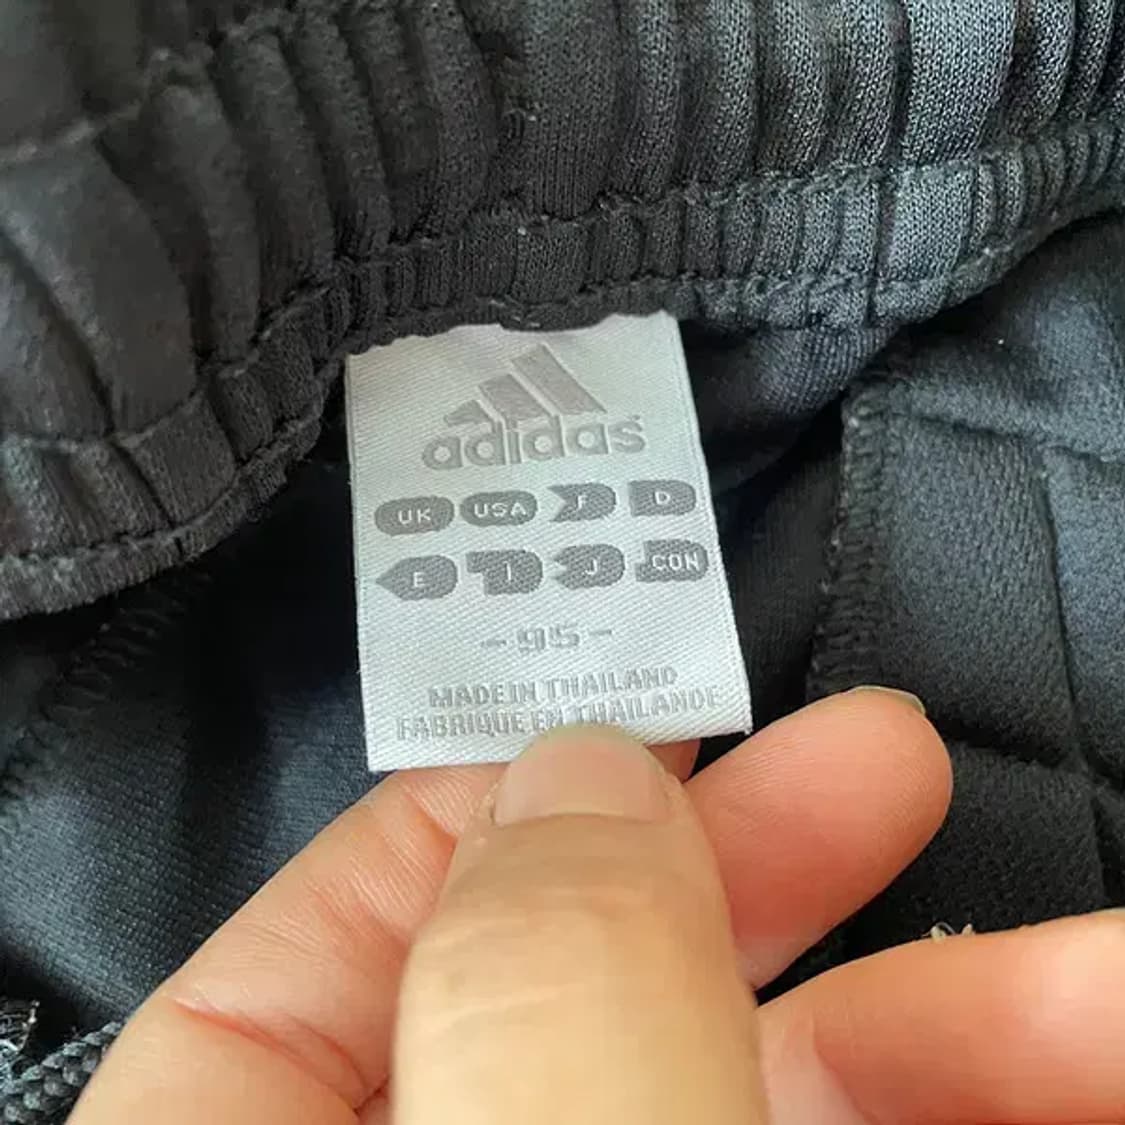 adidas
UK USA F D
E I J CON
-95-
MADE IN THAILAND
FABRIQUE EN THAILANDE